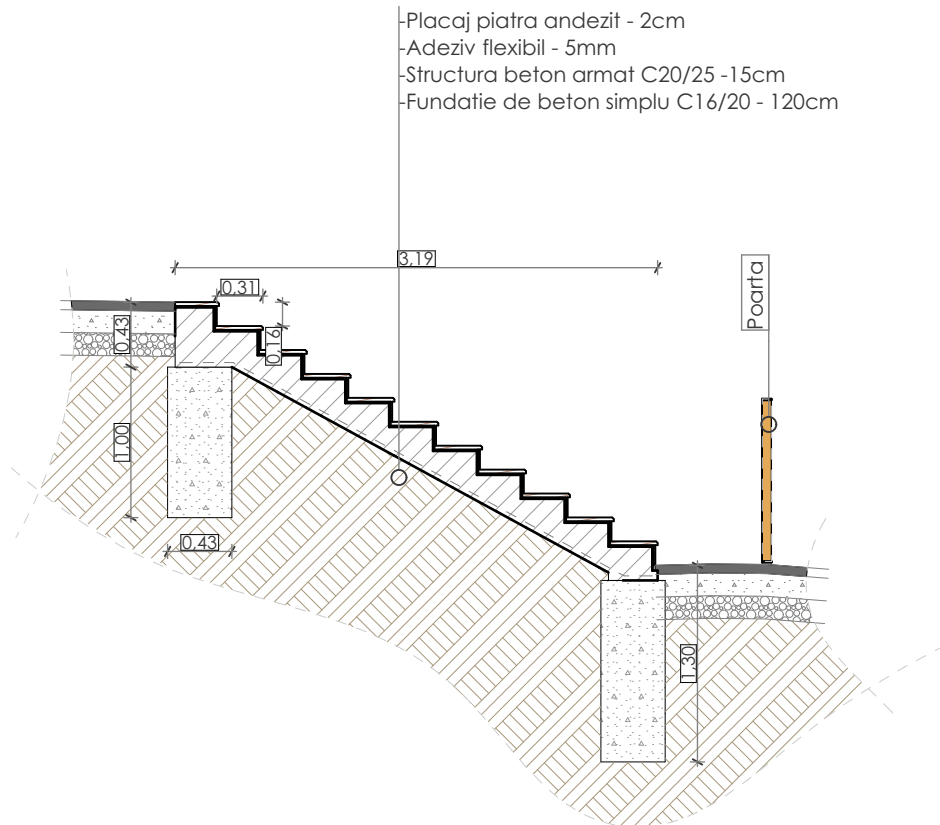 -Placaj piatra andezit - 2cm
-Adeziv flexibil - 5mm
-Structura beton armat C20/25 -15cm
-Fundatie de beton simplu C16/20 - 120cm
3,19
Poarta
0,31
0,16
0,43
1,00
0,43
1,30